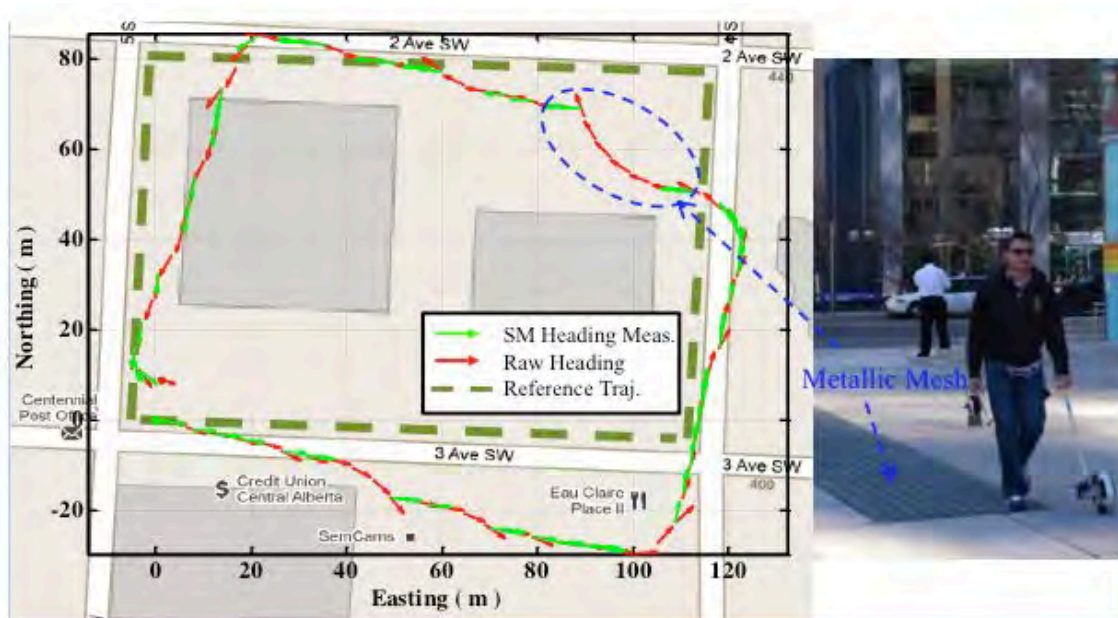 2 Ave SW
2 Ave SW
440
80
60
40
20
0
-20
Northing ( m )
SM Heading Meas.
Raw Heading
Reference Traj.
Metallic Mesh
Centennial
Post Office
3 Ave SW
3 Ave SW
400
$ Credit Union
Central Alberta
Eau Claire
Place II
SemCams
0
20
40
60
80
100
120
Easting ( m )